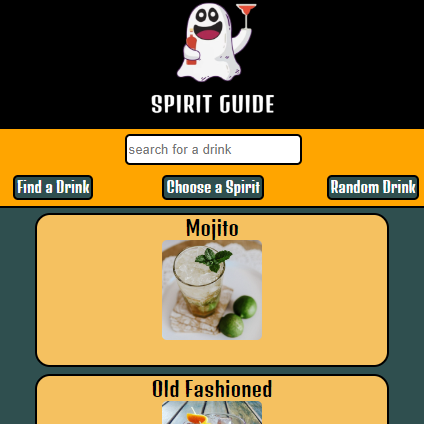 SPIRIT GUIDE
search for a drink
Find a Drink
Choose a Spirit
Random Drink
Mojito
Old Fashioned